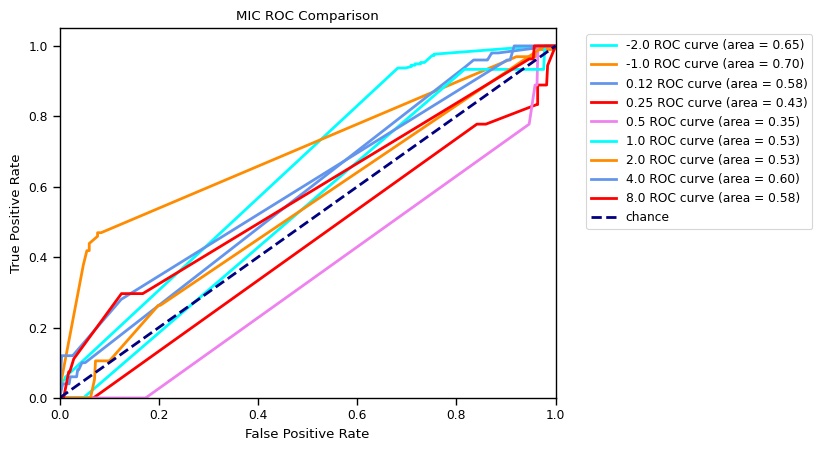 MIC ROC Comparison
1.0
0.8
0.6
0.4
0.2
0.0
True Positive Rate
0.0 0.2 0.4 0.6 0.8 1.0
False Positive Rate
-2.0 ROC curve (area = 0.65)
-1.0 ROC curve (area = 0.70)
0.12 ROC curve (area = 0.58)
0.25 ROC curve (area = 0.43)
0.5 ROC curve (area = 0.35)
1.0 ROC curve (area = 0.53)
2.0 ROC curve (area = 0.53)
4.0 ROC curve (area = 0.60)
8.0 ROC curve (area = 0.58)
chance